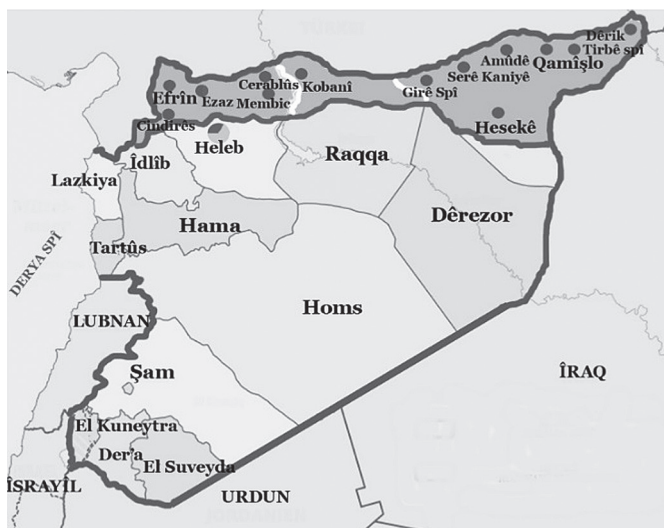 Dêrik
Tirbê spî
Amûdê
Qamîşlo
Serê Kaniyê
Cerablûs
Kobanî
Efrîn
Ezaz
Membic
Girê Spî
Cindirês
Hesekê
Heleb
Îdlîb
Raqqa
Lazkiya
Hama
Dêrezor
Tartûs
DERYA SPÎ
Homs
LUBNAN
Şam
ÎRAQ
El Kuneytra
Der'a
El Suveyda
ÎSRAYÎL
URDUN